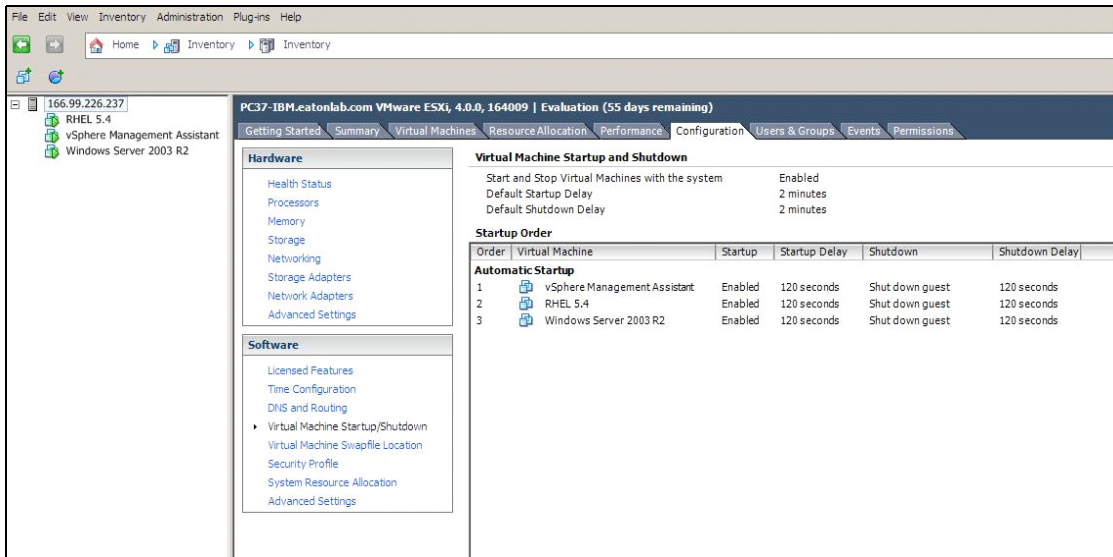 File Edit View Inventory Administration Plug-ins Help
Home Inventory Inventory
166.99.226.237
RHEL 5.4
vSphere Management Assistant
Windows Server 2003 R2
PC37-IBM.eatonlab.com VMware ESXi, 4.0.0, 164009 | Evaluation (55 days remaining)
Getting Started Summary Virtual Machines Resource Allocation Performance Configuration Users & Groups Events Permissions
Hardware
Health Status
Processors
Memory
Storage
Networking
Storage Adapters
Network Adapters
Advanced Settings
Software
Licensed Features
Time Configuration
DNS and Routing
Virtual Machine Startup/Shutdown
Virtual Machine Swapfile Location
Security Profile
System Resource Allocation
Advanced Settings
Virtual Machine Startup and Shutdown
Start and Stop Virtual Machines with the system Enabled
Default Startup Delay 2 minutes
Default Shutdown Delay 2 minutes
Startup Order
Order Virtual Machine Startup Startup Delay Shutdown Shutdown Delay
Automatic Startup
1 vSphere Management Assistant Enabled 120 seconds Shut down guest 120 seconds
2 RHEL 5.4 Enabled 120 seconds Shut down guest 120 seconds
3 Windows Server 2003 R2 Enabled 120 seconds Shut down guest 120 seconds